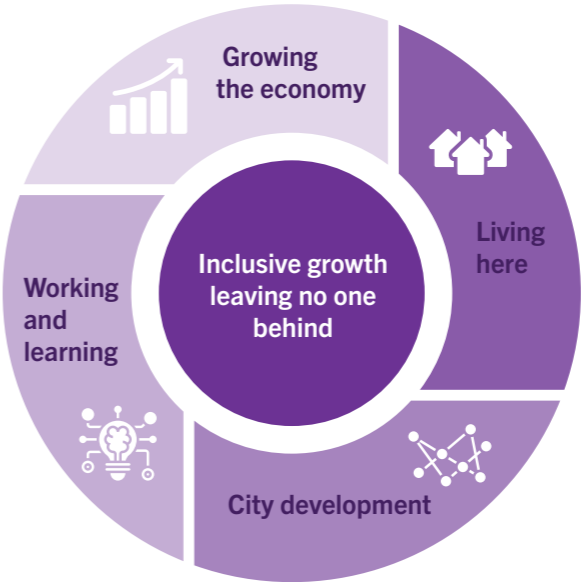 Growing
the economy
Living
here
Inclusive growth
leaving no one
behind
Working
and
learning
City development